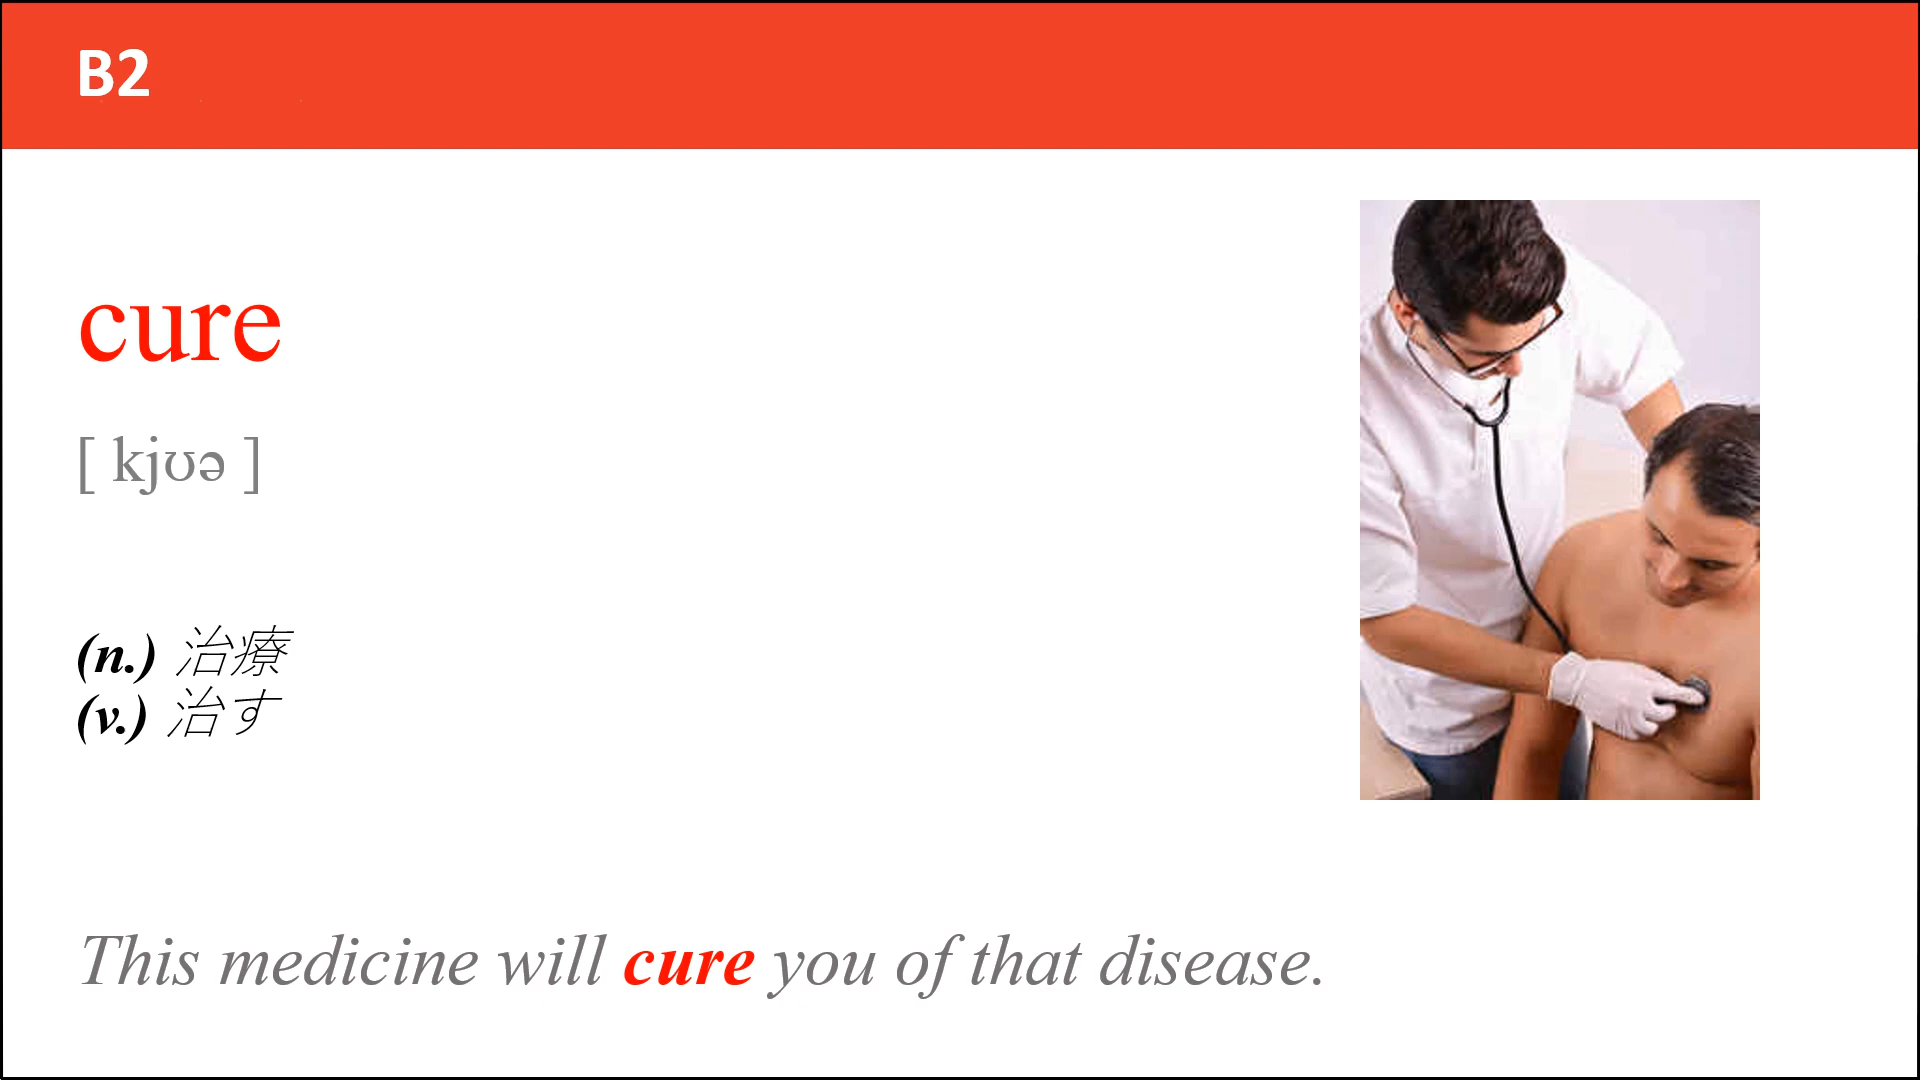 B2
cure
[ kjʊə ]
(n.) 治療
(v.) 治す
This medicine will cure you of that disease.